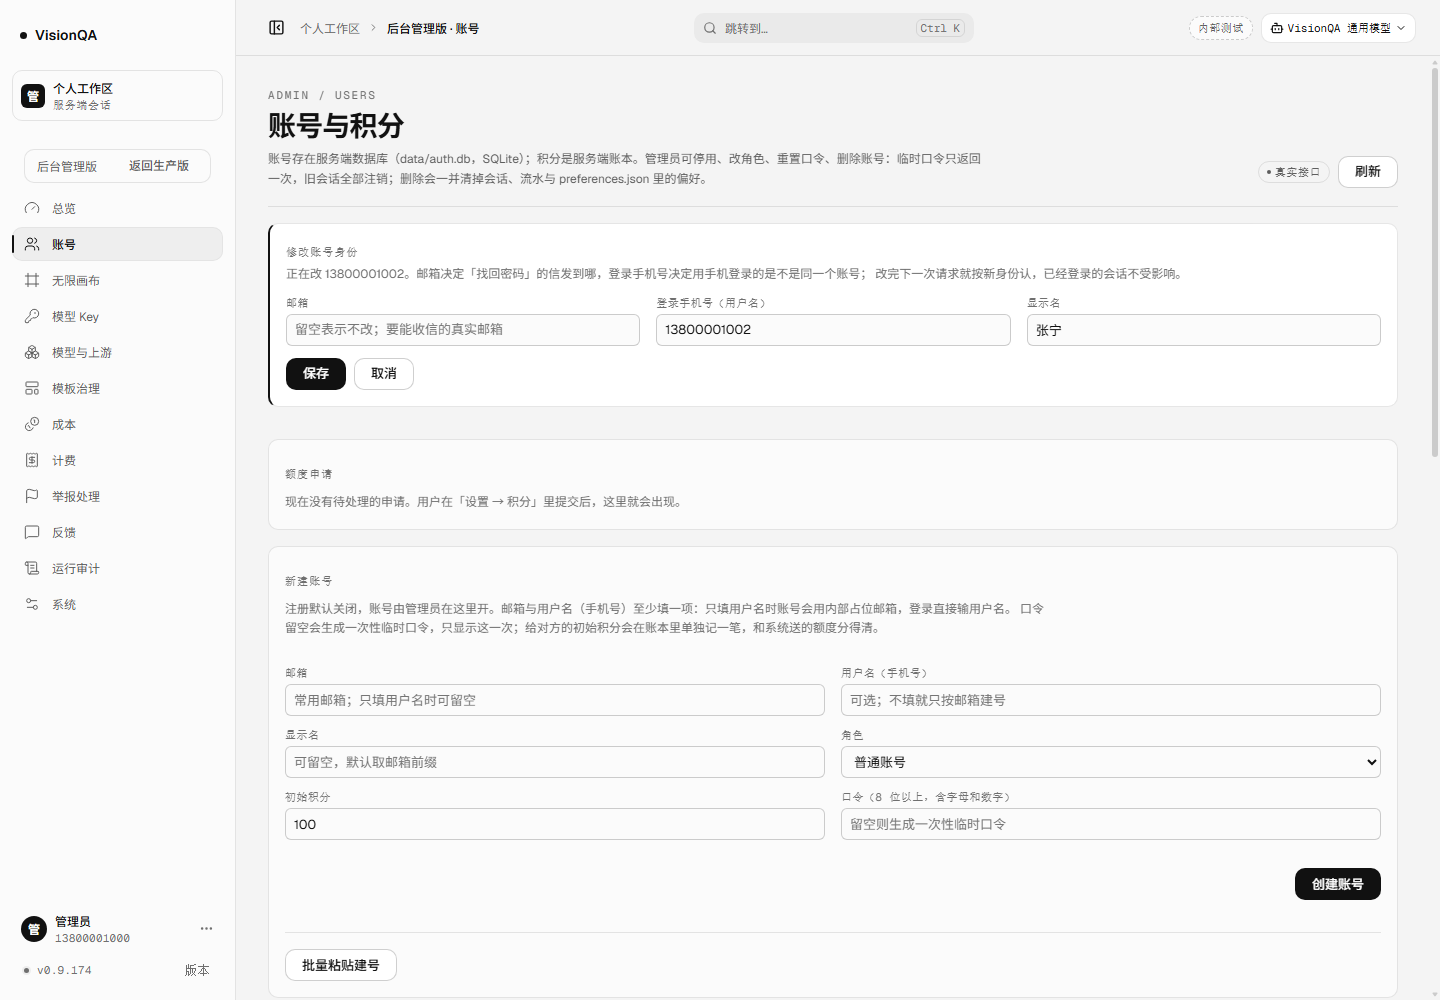 VisionQA
管
个人工作区
服务端会话
后台管理版
返回生产版
总览
账号
无限画布
模型 Key
模型与上游
模板治理
成本
计费
举报处理
反馈
运行审计
系统
管
管理员
13800001000
v0.9.174
版本
个人工作区
后台管理版 · 账号
跳转到…
Ctrl K
内部测试
VisionQA 通用模型
ADMIN / USERS
账号与积分
账号存在服务端数据库（data/auth.db，SQLite）；积分是服务端账本。管理员可停用、改角色、重置口令、删除账号：临时口令只返回
一次，旧会话全部注销；删除会一并清掉会话、流水与 preferences.json 里的偏好。
真实接口
刷新
修改账号身份
正在改 13800001002。邮箱决定「找回密码」的信发到哪，登录手机号决定用手机登录的是不是同一个账号； 改完下一次请求就按新身份认，已经登录的会话不受影响。
邮箱
登录手机号（用户名）
显示名
留空表示不改；要能收信的真实邮箱
13800001002
张宁
保存
取消
额度申请
现在没有待处理的申请。用户在「设置 → 积分」里提交后，这里就会出现。
新建账号
注册默认关闭，账号由管理员在这里开。邮箱与用户名（手机号）至少填一项：只填用户名时账号会用内部占位邮箱，登录直接输用户名。 口令
留空会生成一次性临时口令，只显示这一次；给对方的初始积分会在账本里单独记一笔，和系统送的额度分得清。
邮箱
用户名（手机号）
常用邮箱；只填用户名时可留空
可选；不填就只按邮箱建号
显示名
角色
可留空，默认取邮箱前缀
普通账号
初始积分
口令（8 位以上，含字母和数字）
100
留空则生成一次性临时口令
创建账号
批量粘贴建号